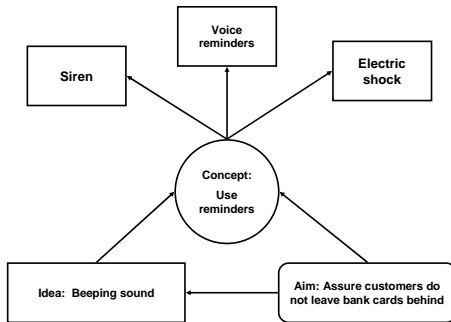 Voice
reminders
Siren
Electric
shock
Concept:
Use
reminders
Idea:  Beeping sound
Aim: Assure customers do
not leave bank cards behind